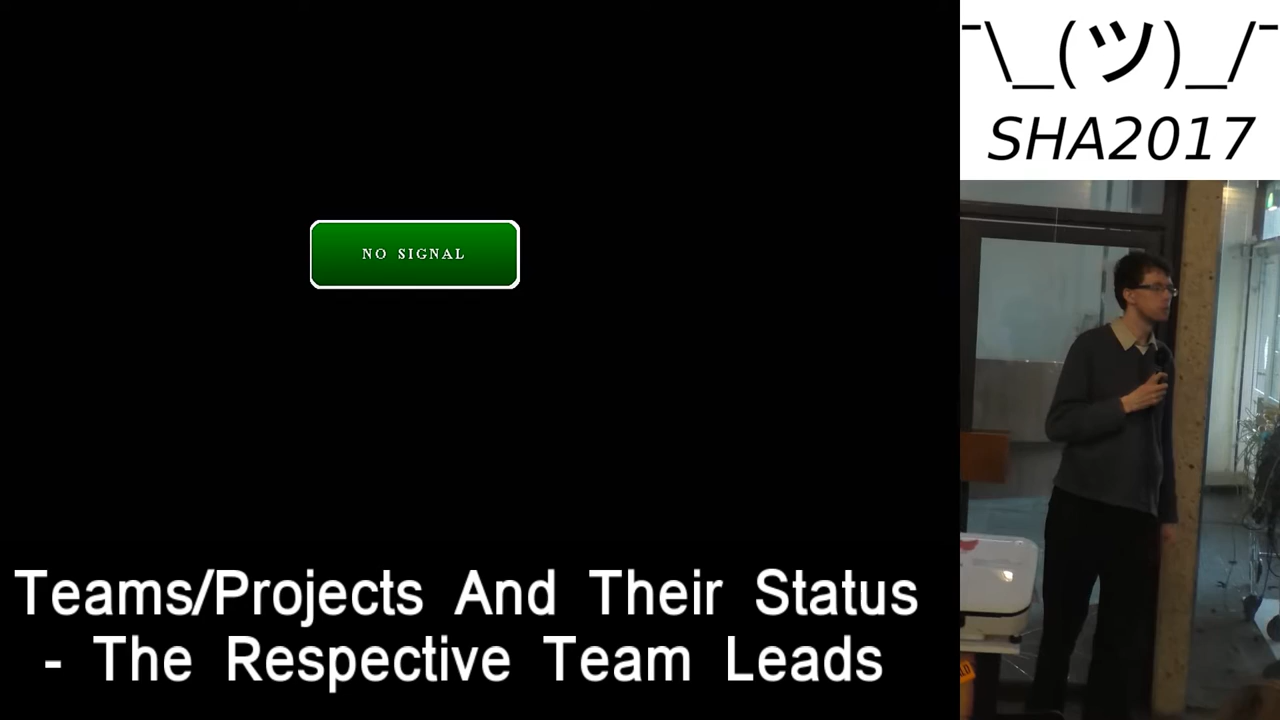 NO SIGNAL
¯\_(ツ)_/¯
SHA2017
Teams/Projects And Their Status
- The Respective Team Leads